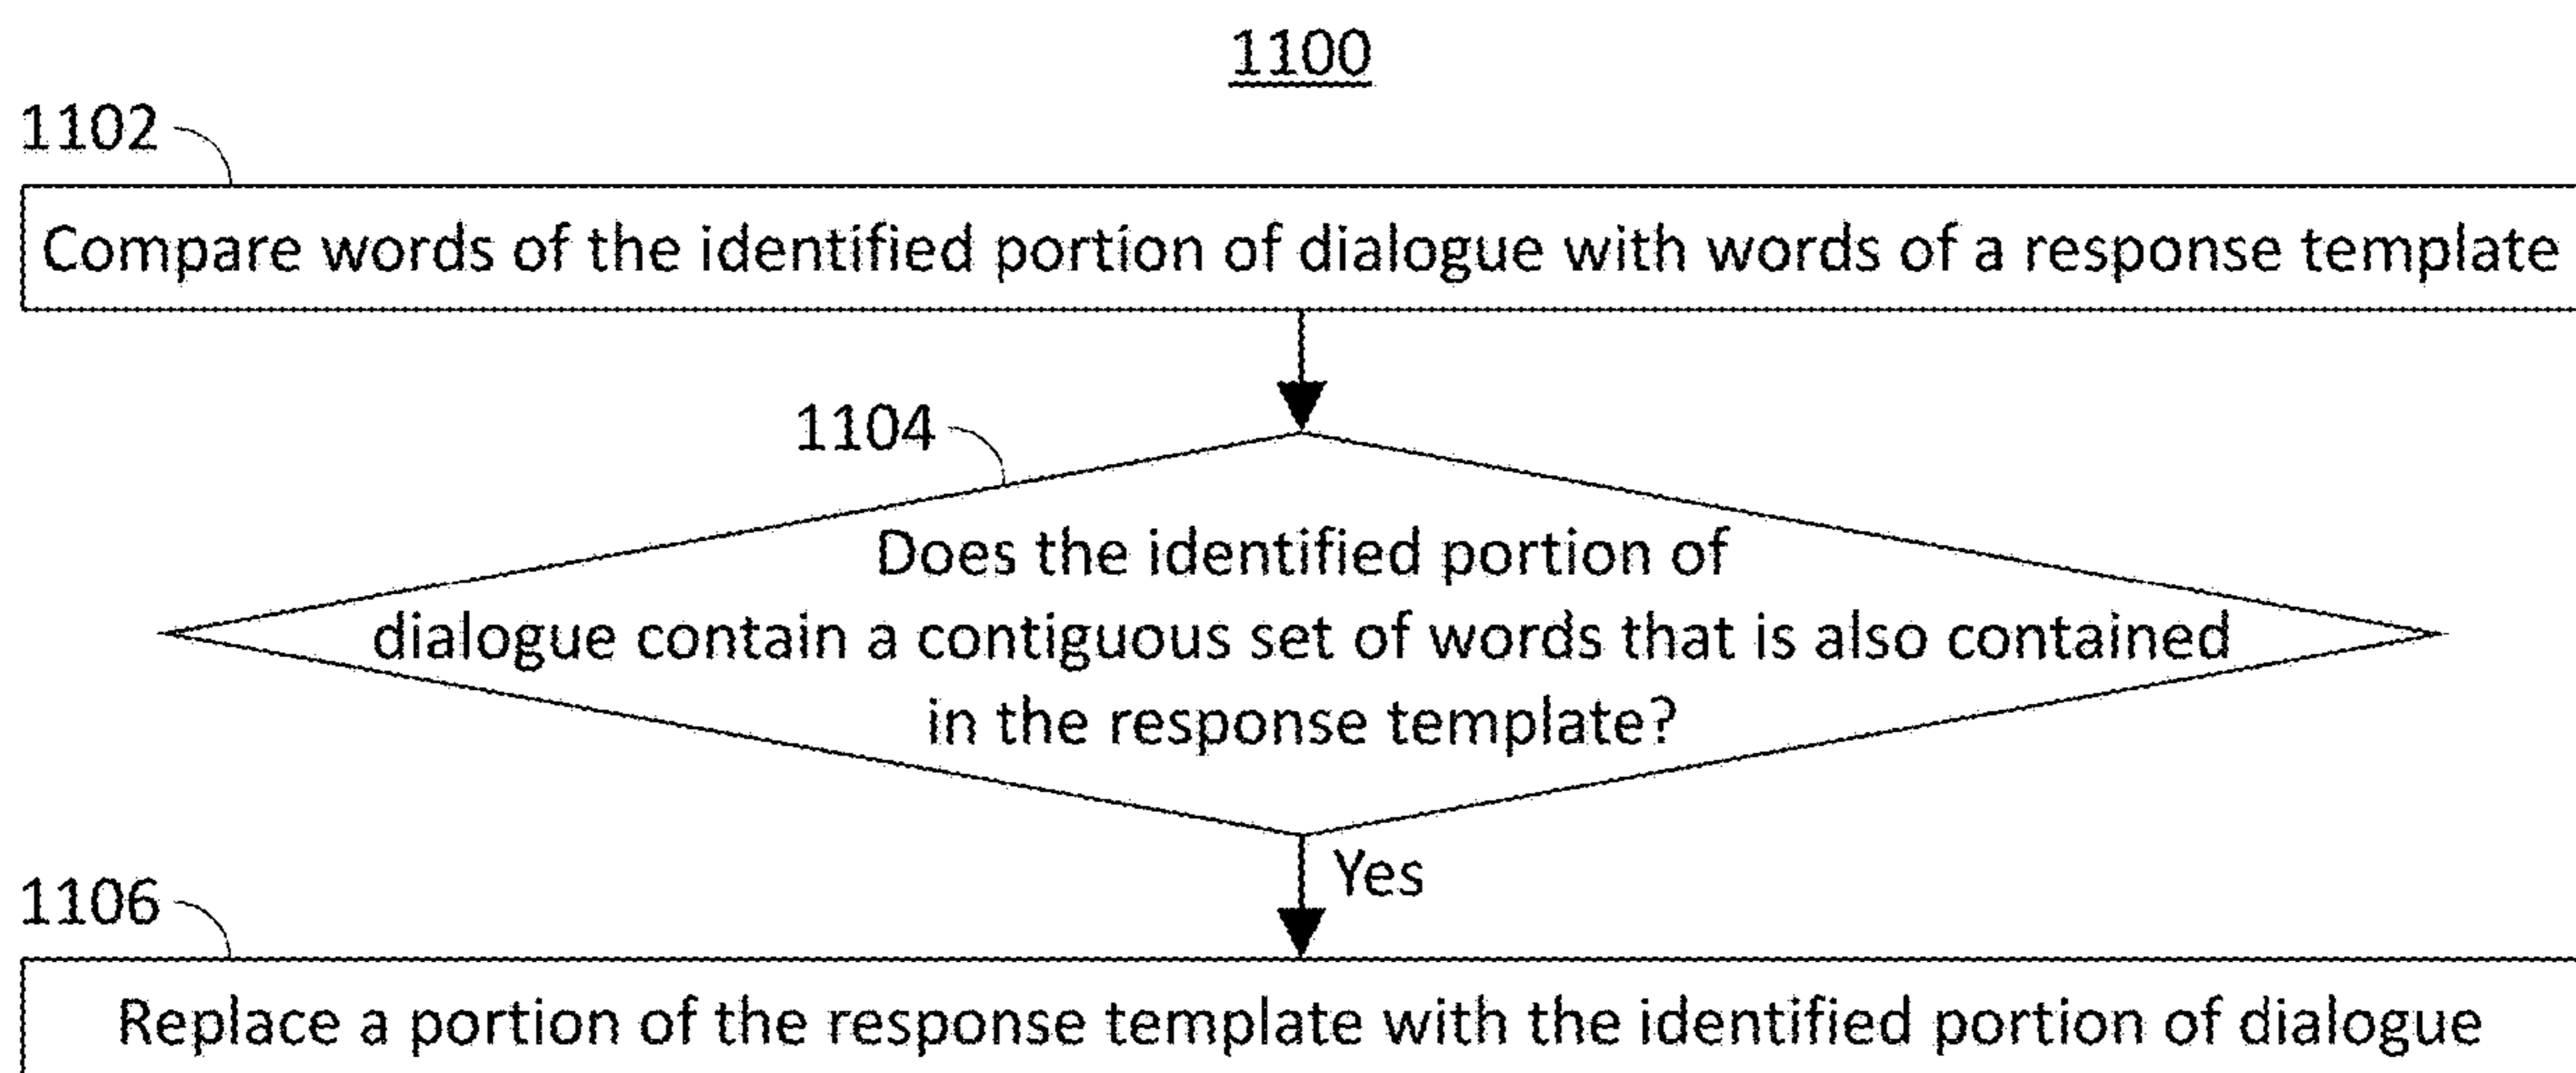 1100
1102
Compare words of the identified portion of dialogue with words of a response template
1104
Does the identified portion of
dialogue contain a contiguous set of words that is also contained
in the response template?
Yes
1106
Replace a portion of the response template with the identified portion of dialogue